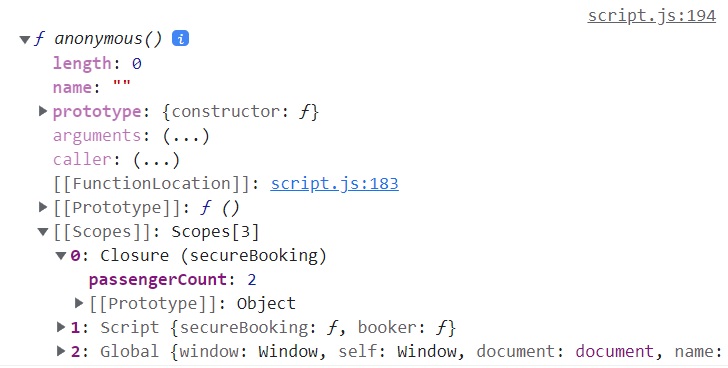 script.js:194
ƒ anonymous() i
length: 0
name: ""
prototype: {constructor: ƒ}
arguments: (...)
caller: (...)
[[FunctionLocation]]: script.js:183
[[Prototype]]: ƒ ()
[[Scopes]]: Scopes[3]
0: Closure (secureBooking)
passengerCount: 2
[[Prototype]]: Object
1: Script {secureBooking: ƒ, booker: ƒ}
2: Global {window: Window, self: Window, document: document, name: